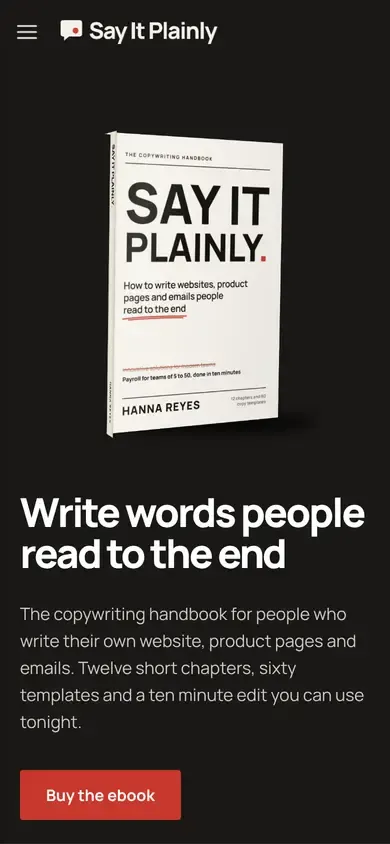 Say It Plainly
SAY IT PLAINLY
THE COPYWRITING HANDBOOK
SAY IT
PLAINLY.
How to write websites, product
pages and emails people
read to the end
Payroll for teams of 5 to 50, done in ten minutes
HANNA REYES
12 chapters and 60
copy templates
HANNA REYES
Write words people
read to the end
The copywriting handbook for people who
write their own website, product pages and
emails. Twelve short chapters, sixty
templates and a ten minute edit you can use
tonight.
Buy the ebook